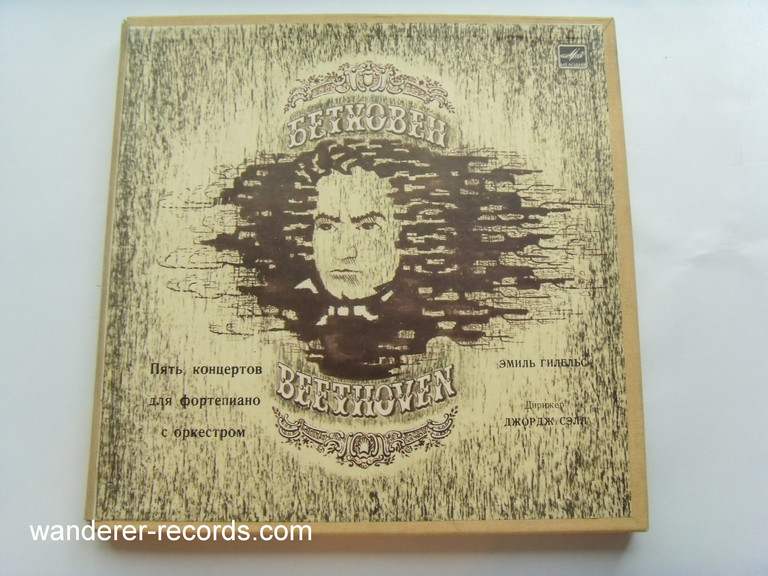 БЕТХОВЕН
Пять концертов
для фортепиано
с оркестром
BEETHOVEN
ЭМИЛЬ ГИЛЕЛЬС
Дирижер
ДЖОРДЖ СЭЛЛ
wanderer-records.com